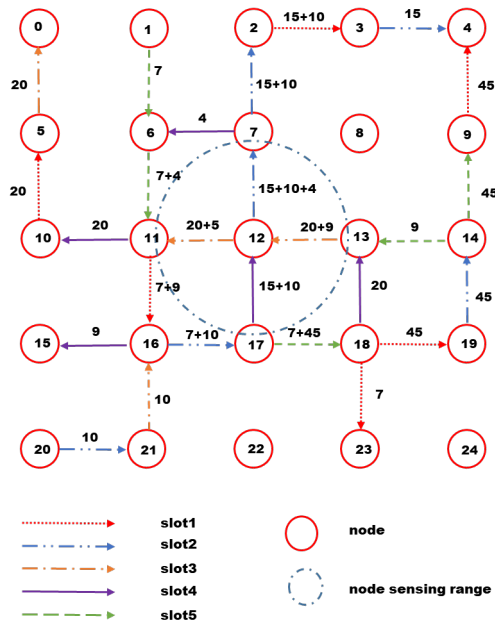 0 1 2 15+10 3 15 4
20 7 15+10 45
5 6 4 7 8 9
20 7+4 15+10+4 45
10 20 11 20+5 12 20+9 13 9 14
7+9 15+10 20 45
15 9 16 7+10 17 7+45 18 45 19
10 7
20 10 21 22 23 24
slot1
slot2
slot3
slot4
slot5
node
node sensing range